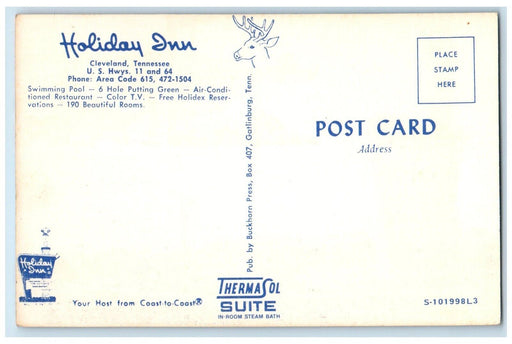 Holiday Inn
Cleveland, Tennessee
U. S. Hwys. 11 and 64
Phone: Area Code 615, 472-1504
Swimming Pool — 6 Hole Putting Green — Air-Condi-
tioned Restaurant — Color T.V. — Free Holidex Reser-
vations — 190 Beautiful Rooms.
Pub. by Buckhorn Press, Box 407, Gatlinburg, Tenn.
PLACE
STAMP
HERE
POST CARD
Address
Holiday
Inn
Your Host from Coast-to-Coast®
THERMASOL
SUITE
IN-ROOM STEAM BATH
S-101998L3